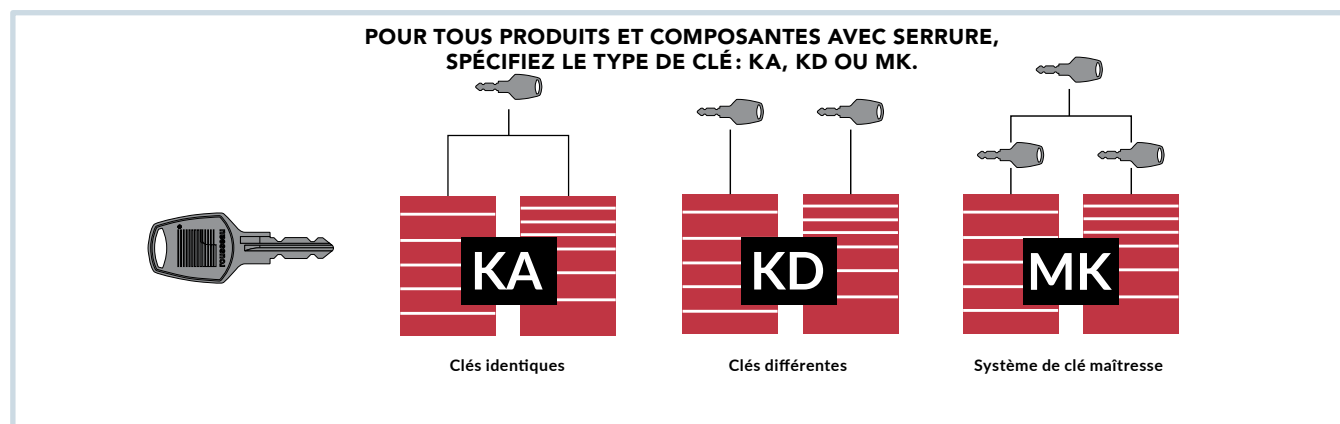 POUR TOUS PRODUITS ET COMPOSANTES AVEC SERRURE,
SPÉCIFIEZ LE TYPE DE CLÉ : KA, KD OU MK.
rousseau
KA
KD
MK
Clés identiques
Clés différentes
Système de clé maîtresse